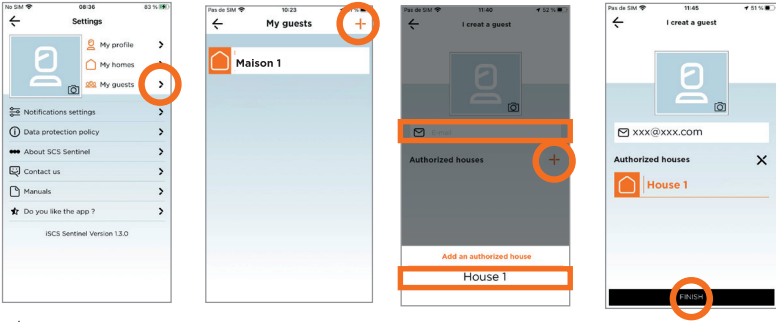 No SIM 08:36 83 %
Settings
My profile
My homes
My guests
Notifications settings
Data protection policy
About SCS Sentinel
Contact us
Manuals
Do you like the app ?
iSCS Sentinel Version 1.3.0
Pas de SIM 10:23
My guests
Maison 1
Pas de SIM 11:40 52 %
I creat a guest
E-mail
Authorized houses
Add an authorized house
House 1
Pas de SIM 11:45 51 %
I creat a guest
xxx@xxx.com
Authorized houses
House 1
FINISH